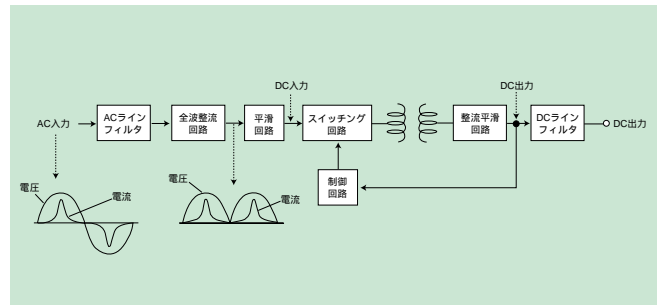 DC入力
DC出力
AC入力
ACライン
フィルタ
全波整流
回路
平滑
回路
スイッチング
回路
整流平滑
回路
DCライン
フィルタ
DC出力
制御
回路
電圧
電流
電圧
電流